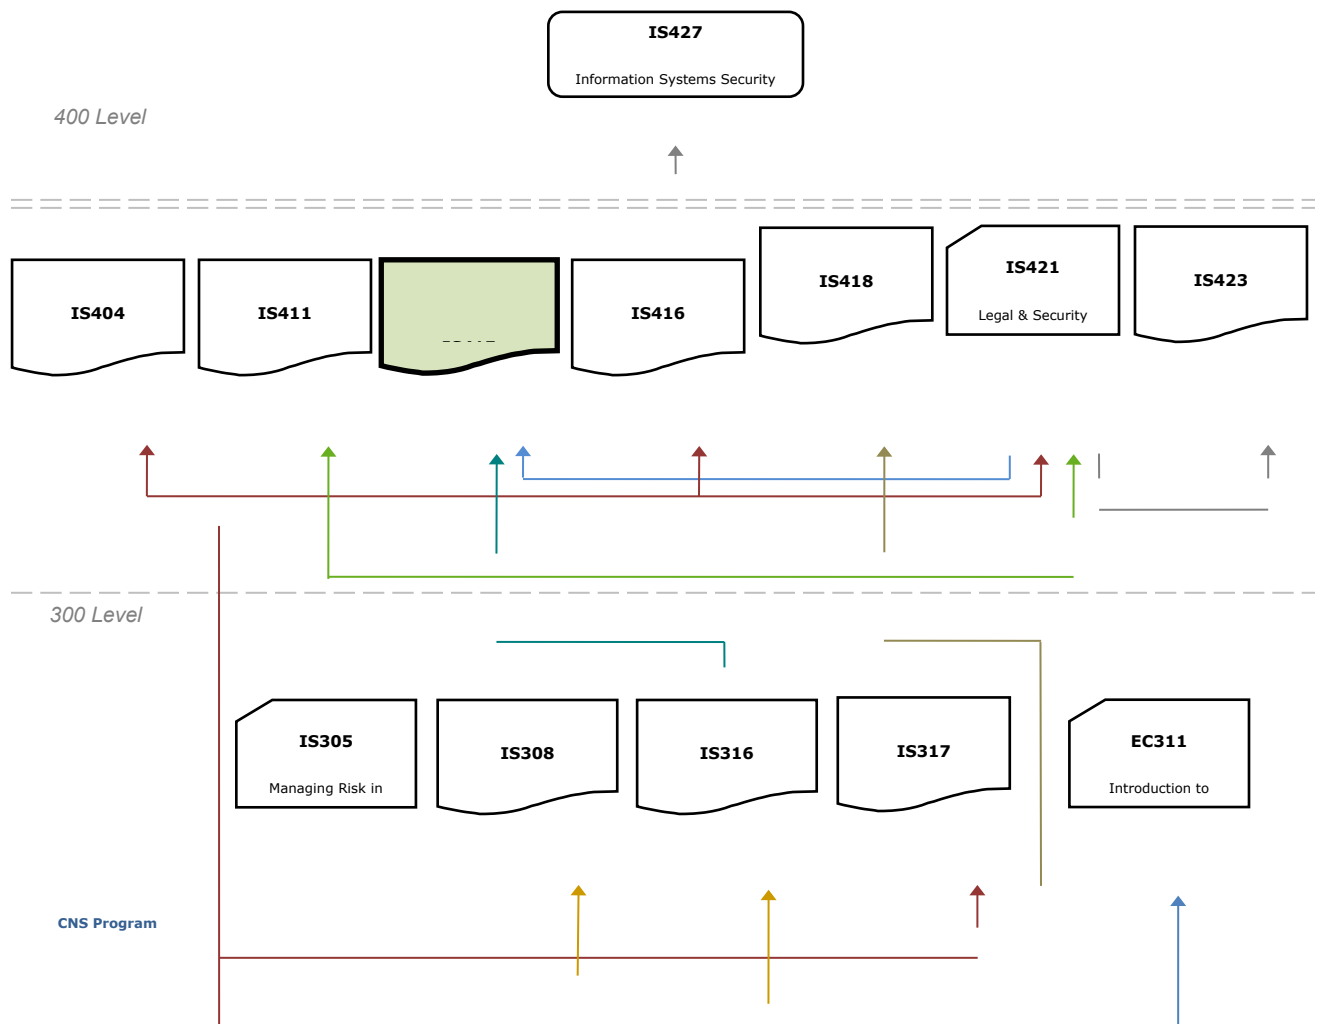 IS427
Information Systems Security
400 Level
IS404
IS411
IS416
IS418
IS421
Legal & Security
IS423
300 Level
IS305
Managing Risk in
IS308
IS316
IS317
EC311
Introduction to
CNS Program